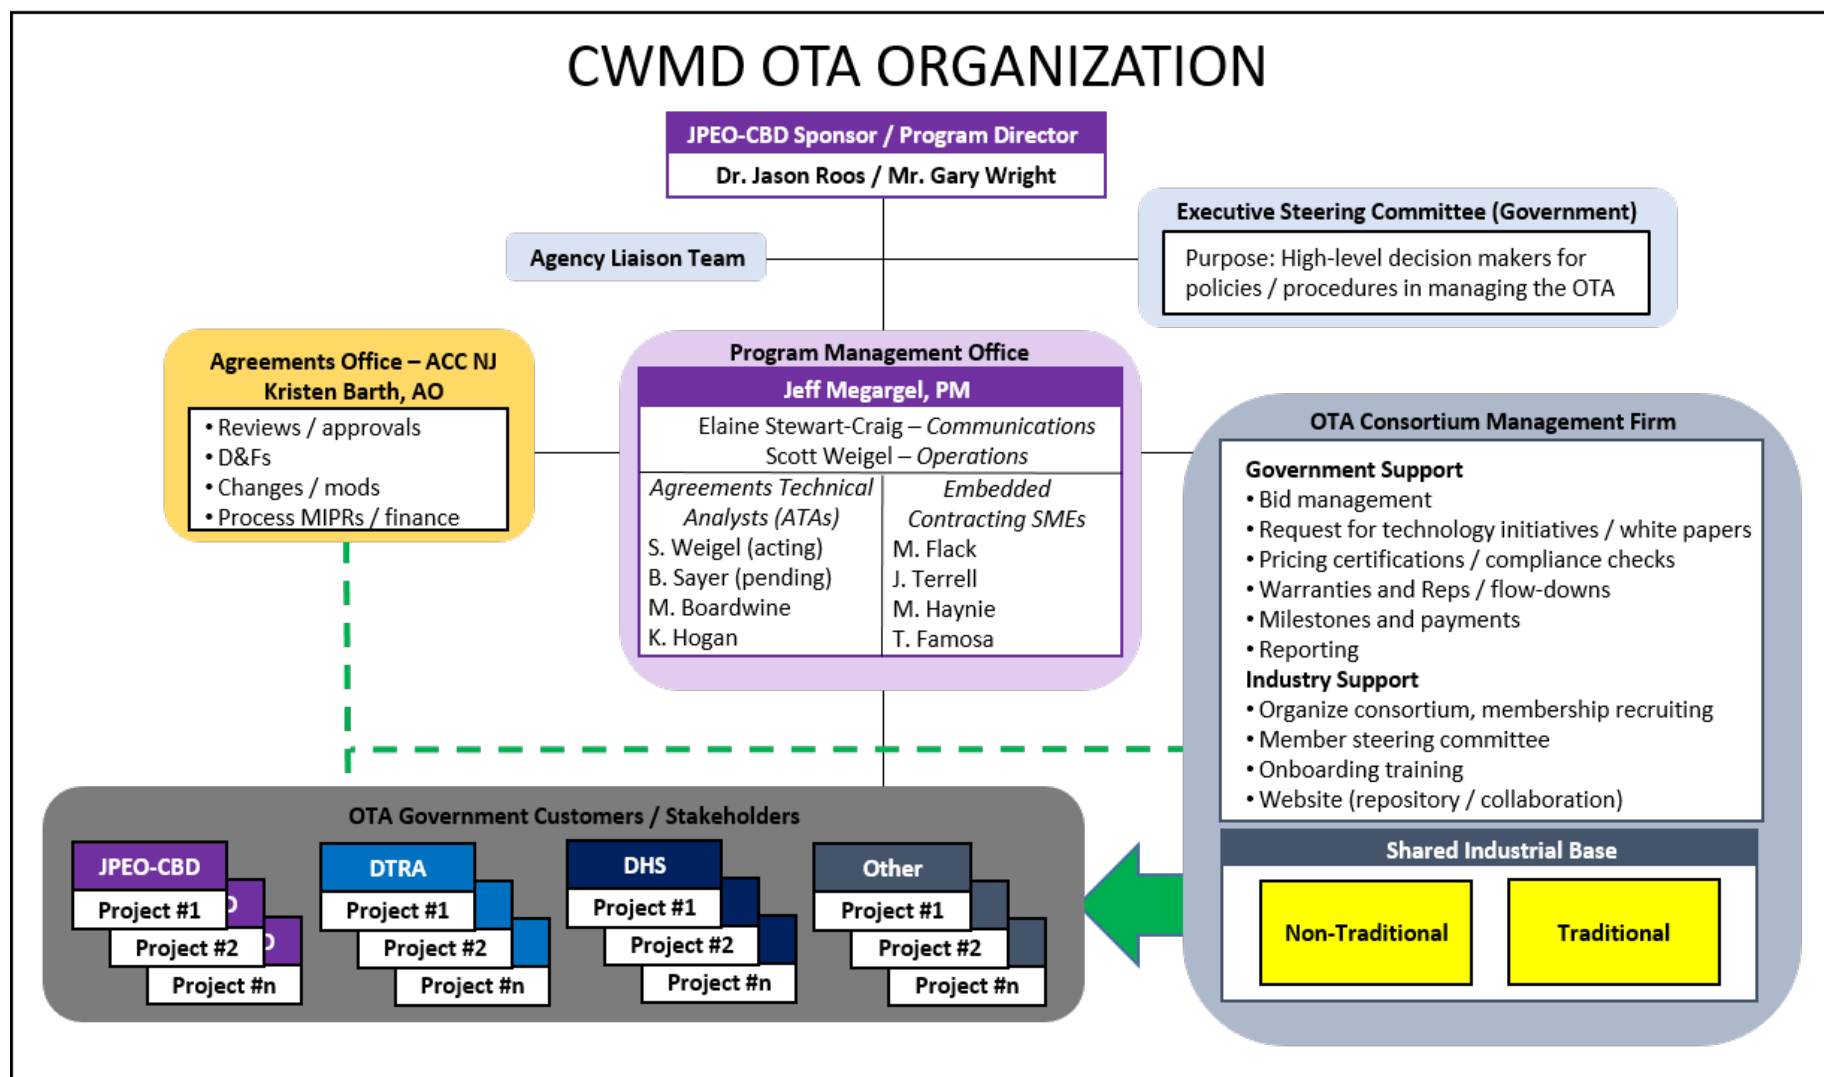 CWMD OTA ORGANIZATION
JPEO-CBD Sponsor / Program Director
Dr. Jason Roos / Mr. Gary Wright
Executive Steering Committee (Government)
Purpose: High-level decision makers for
policies / procedures in managing the OTA
Agency Liaison Team
Agreements Office – ACC NJ
Kristen Barth, AO
• Reviews / approvals
• D&Fs
• Changes / mods
• Process MIPRs / finance
Program Management Office
Jeff Megargel, PM
Elaine Stewart-Craig – Communications
Scott Weigel – Operations
Agreements Technical
Analysts (ATAs)
S. Weigel (acting)
B. Sayer (pending)
M. Boardwine
K. Hogan
Embedded
Contracting SMEs
M. Flack
J. Terrell
M. Haynie
T. Famosa
OTA Consortium Management Firm
Government Support
• Bid management
• Request for technology initiatives / white papers
• Pricing certifications / compliance checks
• Warranties and Reps / flow-downs
• Milestones and payments
• Reporting
Industry Support
• Organize consortium, membership recruiting
• Member steering committee
• Onboarding training
• Website (repository / collaboration)
Shared Industrial Base
Non-Traditional
Traditional
OTA Government Customers / Stakeholders
JPEO-CBD
Project #1
D
Project #2
D
Project #n
DTRA
Project #1
Project #2
Project #n
DHS
Project #1
Project #2
Project #n
Other
Project #1
Project #2
Project #n